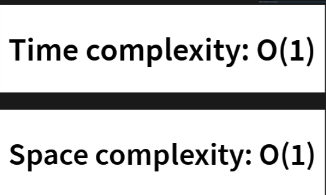 Time complexity: O(1)
Space complexity: O(1)